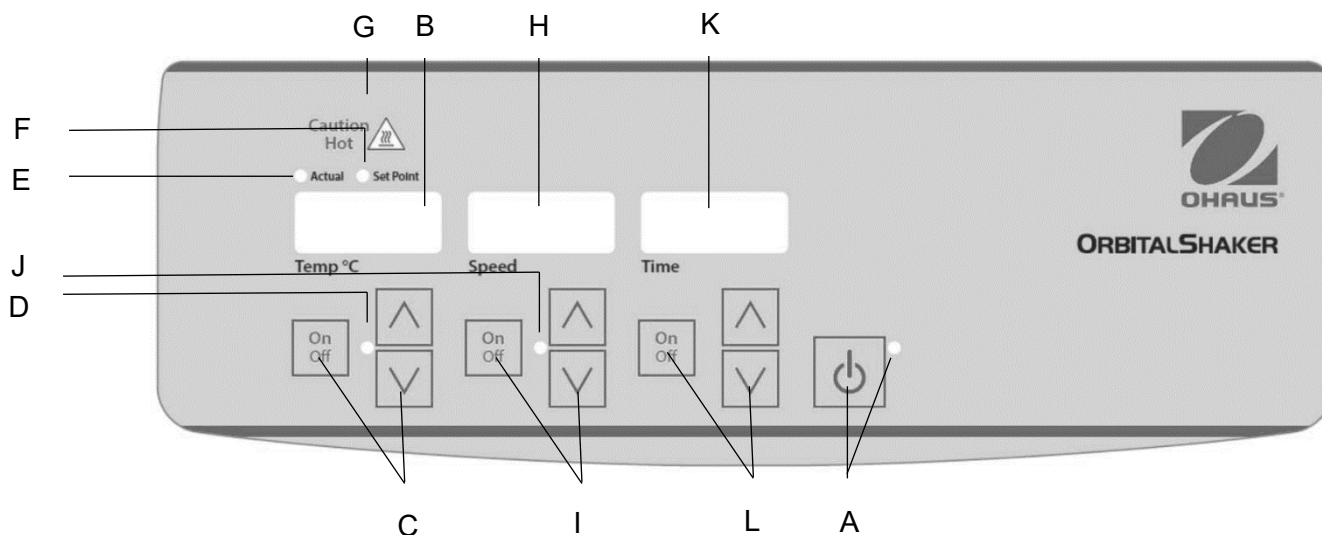 G B H K
F
Caution
Hot
E
Actual Set Point
OHAUS®
ORBITALSHAKER
J
Temp °C Speed Time
D
On On On
Off Off Off
C I L A